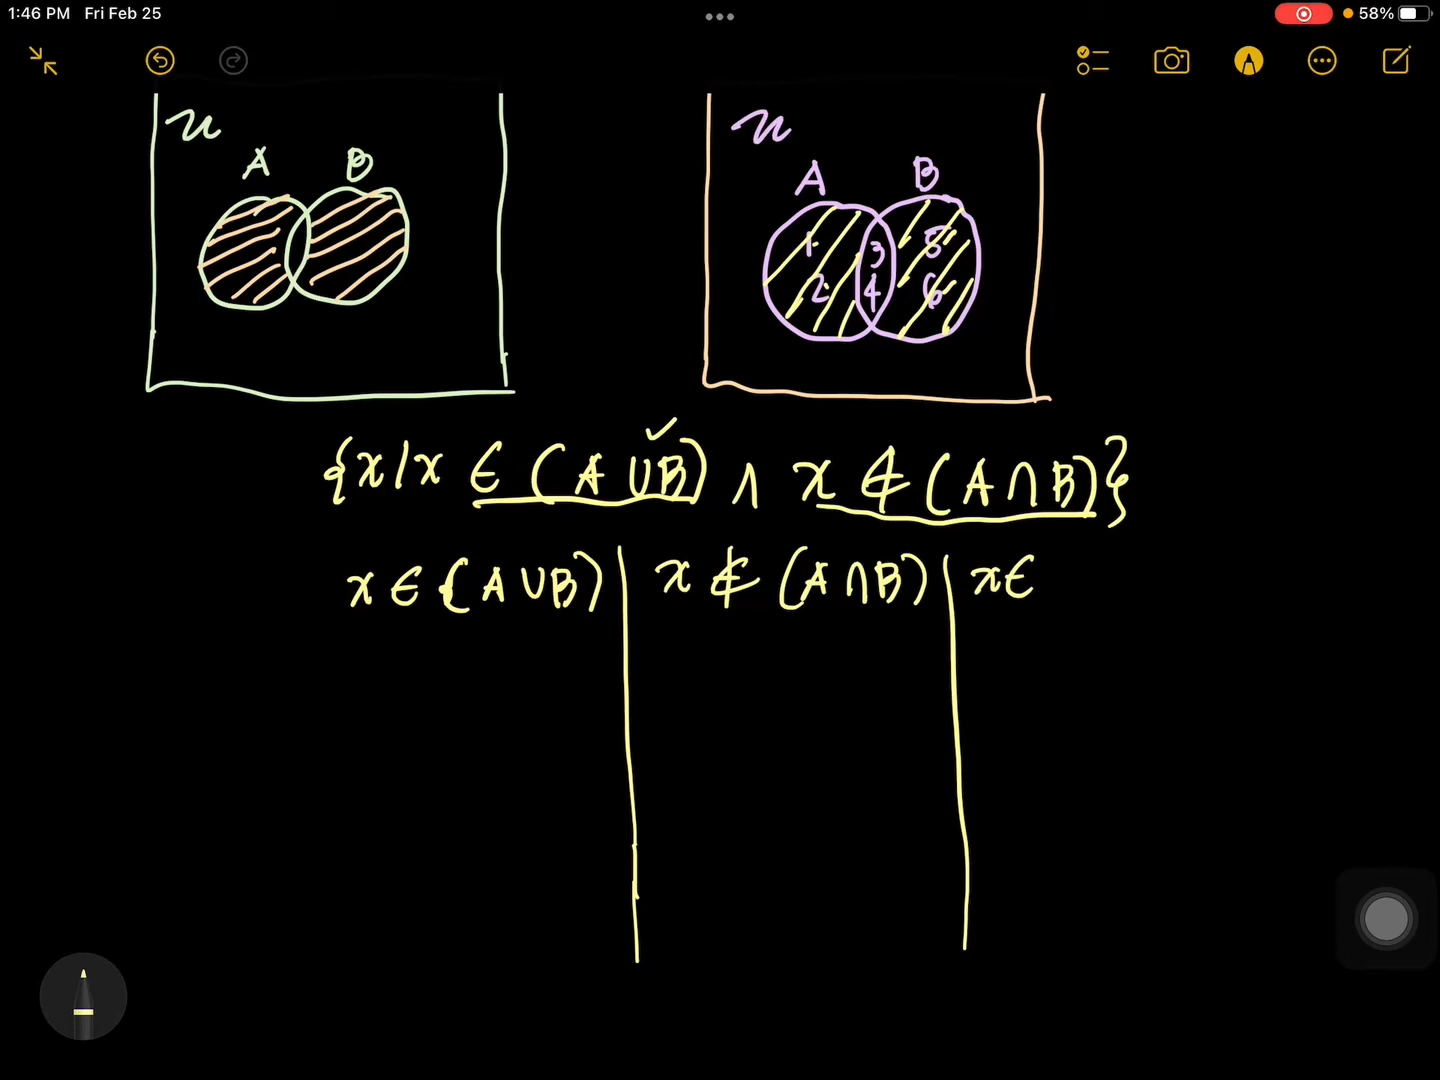 1:46 PM Fri Feb 25
58%
U
A B
U
A B
1 3 5
2 4 6
{x/x ∈ (A ∪ B) ∧ x ∉ (A ∩ B)}
x ∈ (A ∪ B) | x ∉ (A ∩ B) | x ∈